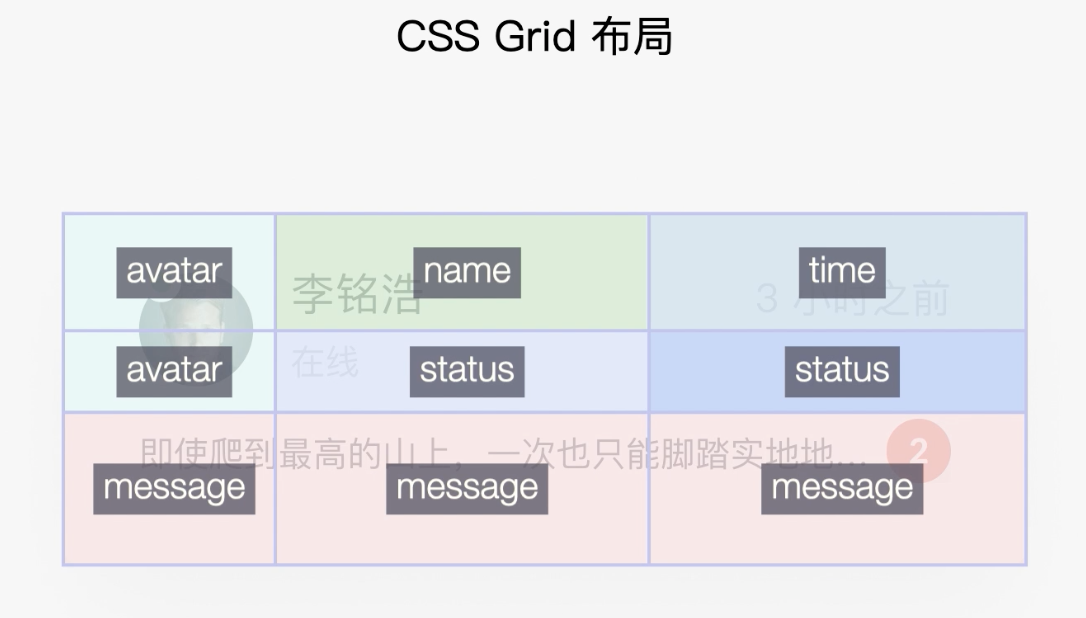 CSS Grid 布局
avatar name time
李铭浩 3 小时之前
avatar status status
在线
即使爬到最高的山上，一次也只能脚踏实地地... 2
message message message